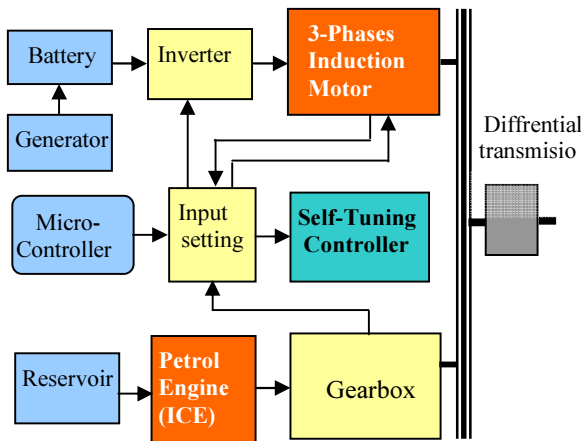 Battery
Inverter
3-Phases
Induction
Motor
Generator
Diffrential
transmisio
Micro-
Controller
Input
setting
Self-Tuning
Controller
Reservoir
Petrol
Engine
(ICE)
Gearbox